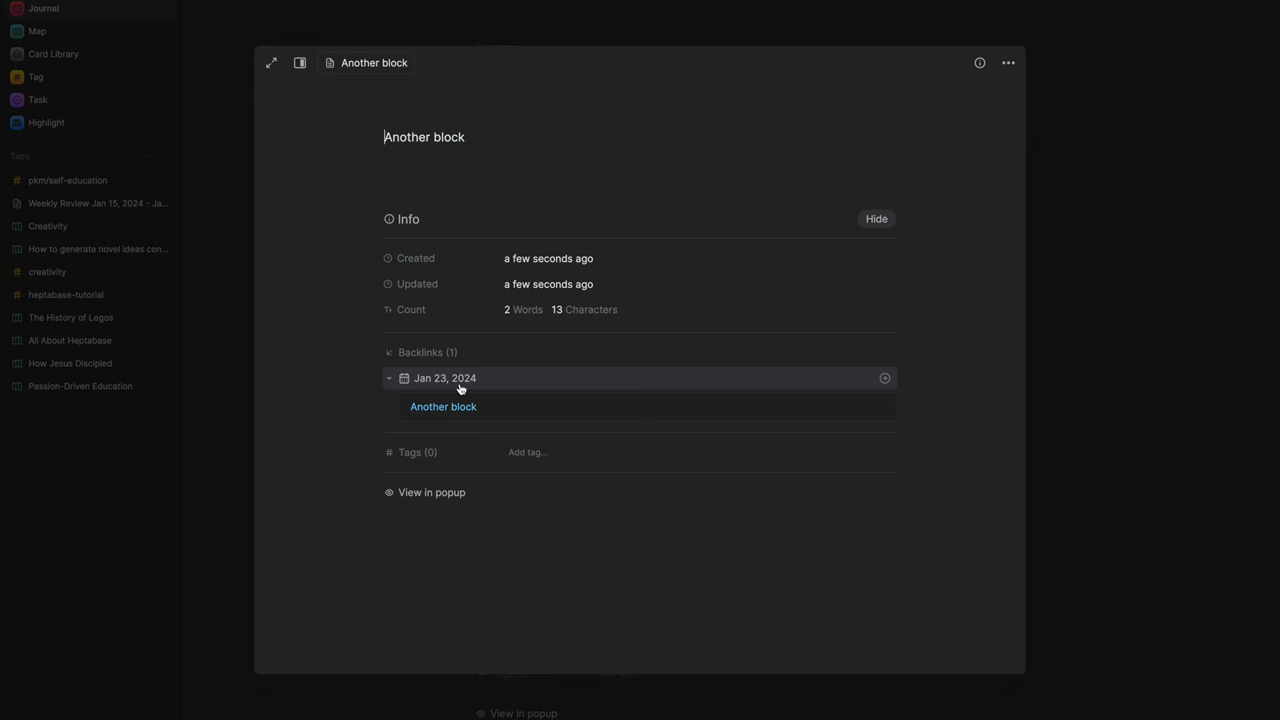 Journal
Map
Card Library
Tag
Task
Highlight
Tabs
pkm/self-education
Weekly Review Jan 15, 2024 - Ja...
Creativity
How to generate novel ideas con...
creativity
heptabase-tutorial
The History of Legos
All About Heptabase
How Jesus Discipled
Passion-Driven Education
Another block
Another block
Info
Hide
Created a few seconds ago
Updated a few seconds ago
Count 2 Words 13 Characters
Backlinks (1)
Jan 23, 2024
Another block
# Tags (0) Add tag...
View in popup
View in popup